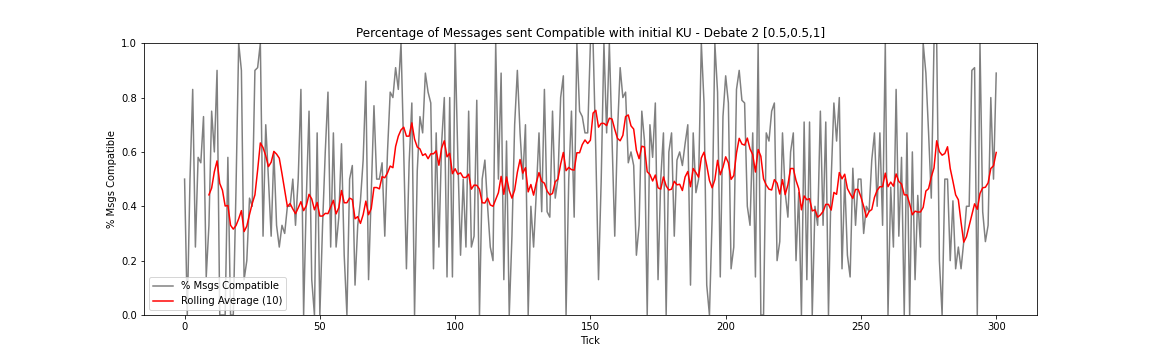 Percentage of Messages sent Compatible with initial KU - Debate 2 [0.5,0.5,1]
1.0
0.8
0.6
0.4
0.2
0.0
% Msgs Compatible
% Msgs Compatible
Rolling Average (10)
0 50 100 150 200 250 300
Tick